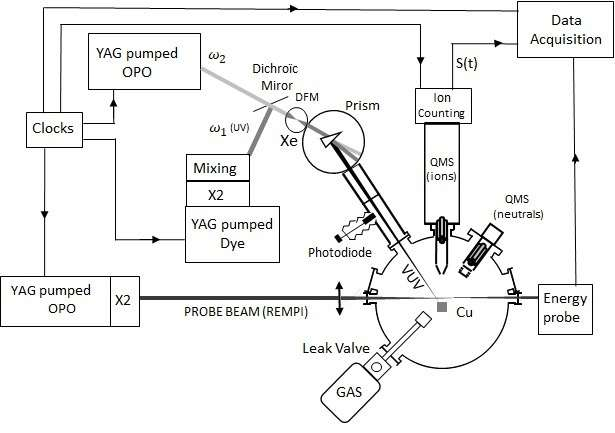 Data
Acquisition
YAG pumped
OPO
ω2
Dichroïc
Miror
DFM
Prism
S(t)
Ion
Counting
Clocks
ω1 (UV)
Xe
Mixing
X2
YAG pumped
Dye
QMS
(ions)
QMS
(neutrals)
Photodiode
VUV
YAG pumped
OPO
X2
PROBE BEAM (REMPI)
Cu
Energy
probe
Leak Valve
GAS